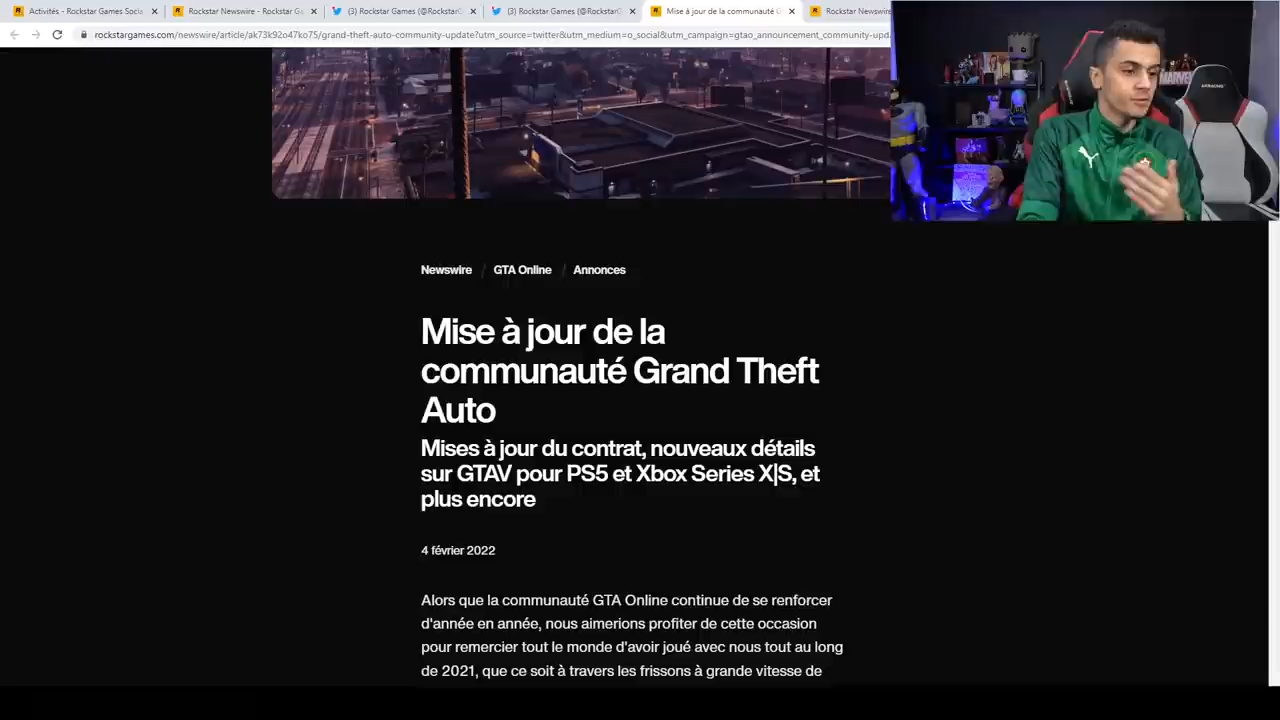 Activités - Rockstar Games Socia
Rockstar Newswire - Rockstar Ga
(3) Rockstar Games (@RockstarG
(3) Rockstar Games (@RockstarG
Mise à jour de la communauté G
Rockstar Newswire
rockstargames.com/newswire/article/ak73k92o47ko75/grand-theft-auto-community-update?utm_source=twitter&utm_medium=o_social&utm_campaign=gtao_announcement_community-upd
MARVEL
Newswire / GTA Online / Annonces
Mise à jour de la
communauté Grand Theft
Auto
Mises à jour du contrat, nouveaux détails
sur GTAV pour PS5 et Xbox Series X|S, et
plus encore
4 février 2022
Alors que la communauté GTA Online continue de se renforcer
d'année en année, nous aimerions profiter de cette occasion
pour remercier tout le monde d'avoir joué avec nous tout au long
de 2021, que ce soit à travers les frissons à grande vitesse de